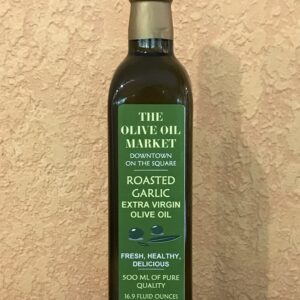 THE
OLIVE OIL
MARKET
DOWNTOWN
ON THE SQUARE
ROASTED
GARLIC
EXTRA VIRGIN
OLIVE OIL
FRESH, HEALTHY,
DELICIOUS
500 ML OF PURE
QUALITY
16.9 FLUID OUNCES